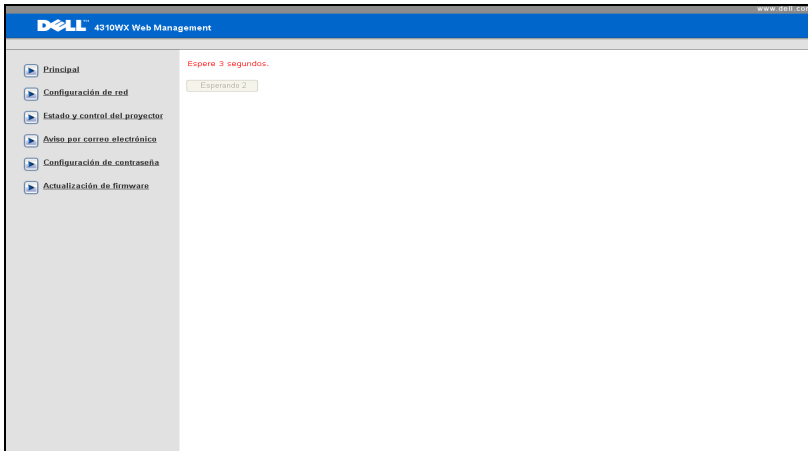 www.dell.com
DELL™ 4310WX Web Management
Espere 3 segundos.
Esperando 2
Principal
Configuración de red
Estado y control del proyector
Aviso por correo electrónico
Configuración de contraseña
Actualización de firmware